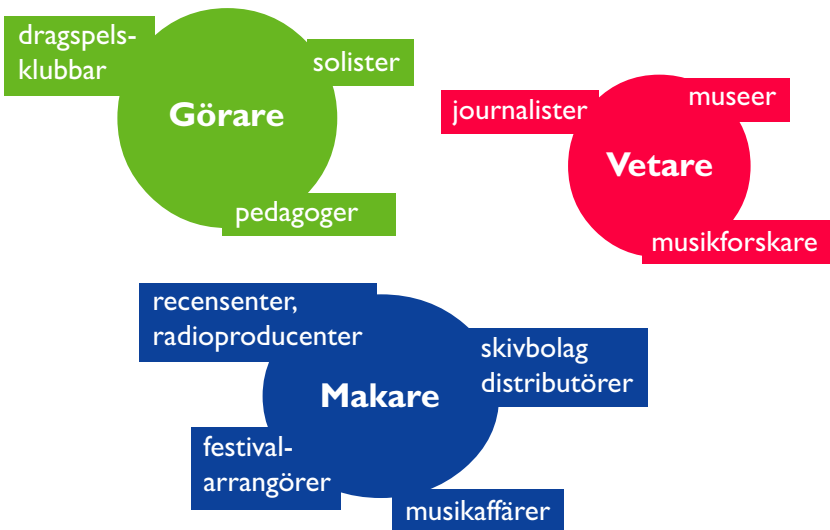 dragspels-
klubbar
solister
Görare
pedagoger
journalister
museer
Vetare
musikforskare
recensenter,
radioproducenter
skivbolag
distributörer
Makare
festival-
arrangörer
musikaffärer